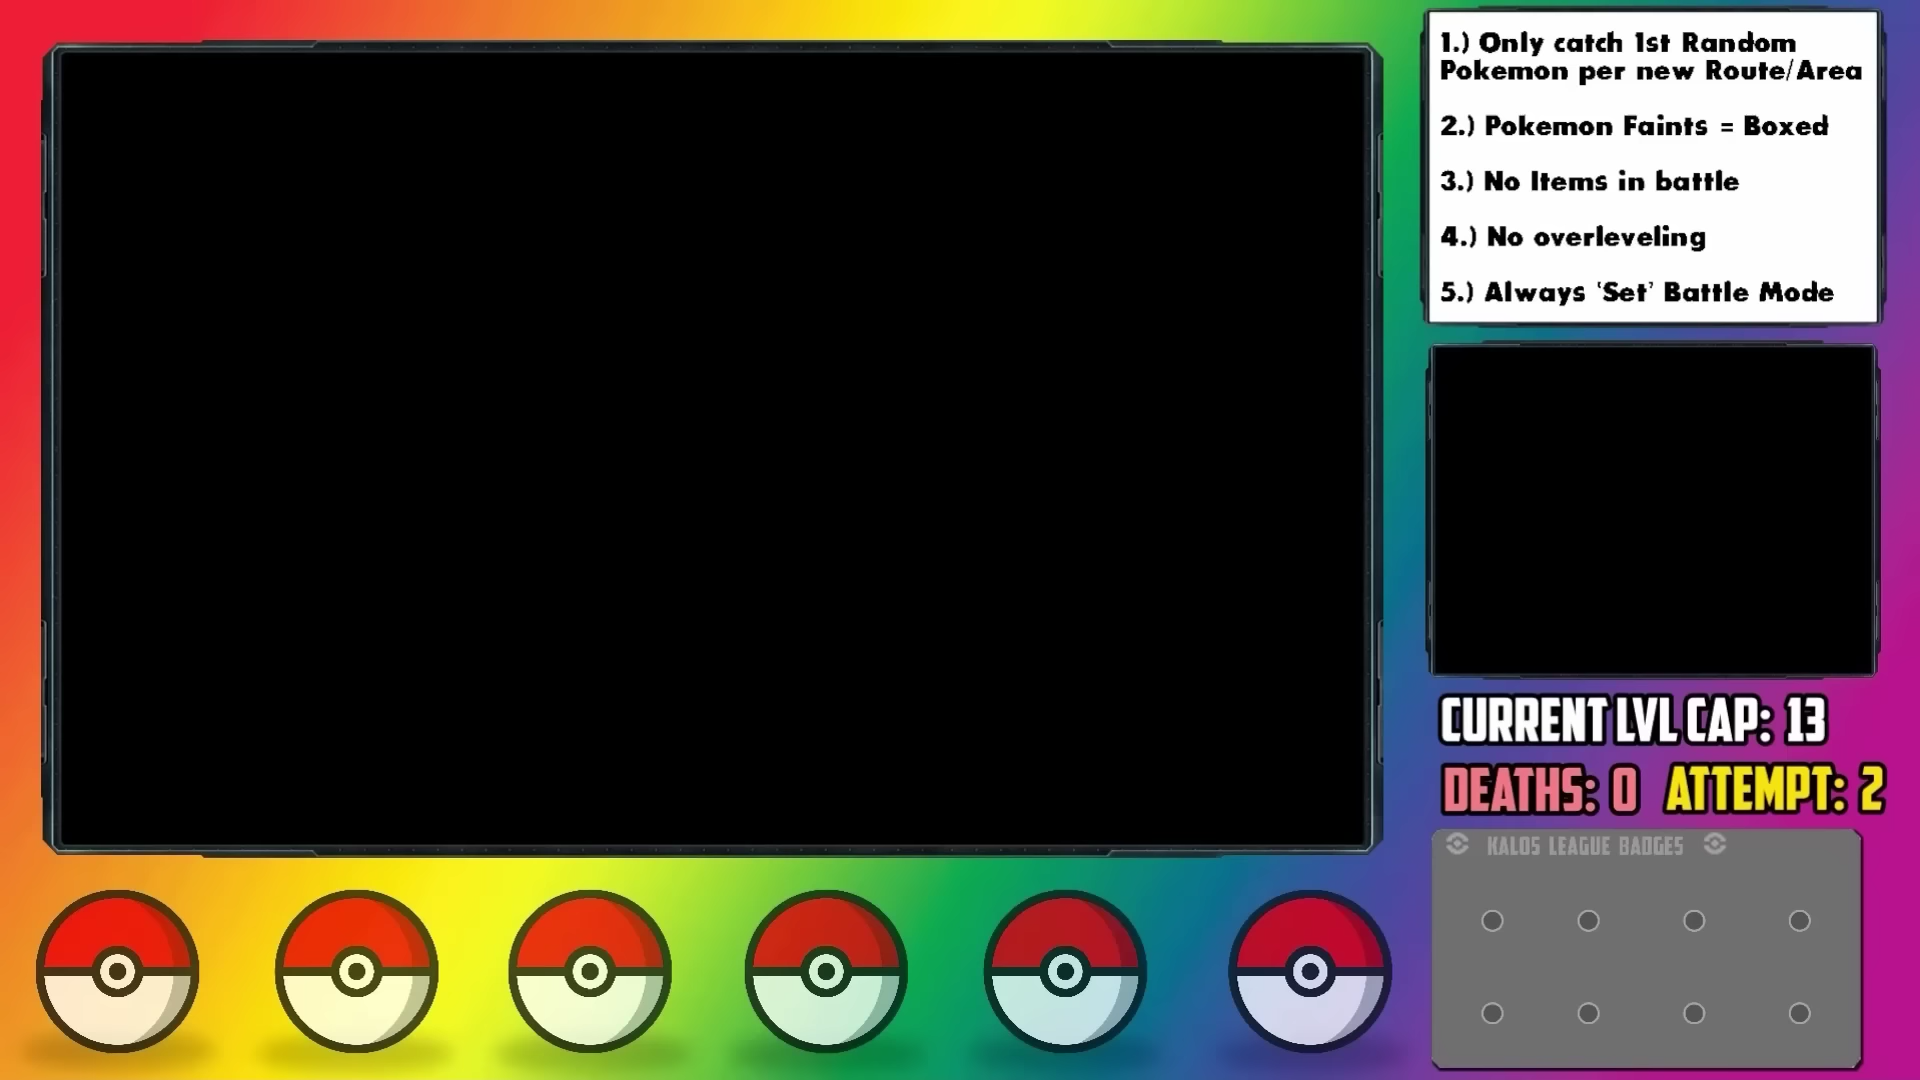 1.) Only catch 1st Random
Pokemon per new Route/Area
2.) Pokemon Faints = Boxed
3.) No Items in battle
4.) No overleveling
5.) Always ‘Set’ Battle Mode
CURRENT LVL CAP: 13
DEATHS: 0 ATTEMPT: 2
KALOS LEAGUE BADGES